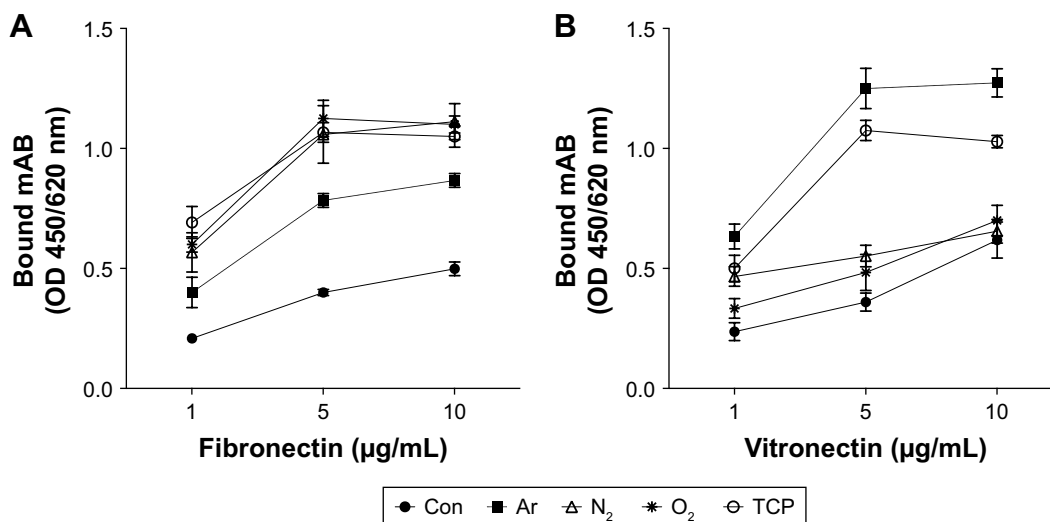 A
B
1.5
1.0
0.5
0.0
Bound mAB
(OD 450/620 nm)
1 5 10
Fibronectin (µg/mL)
1.5
1.0
0.5
0.0
Bound mAB
(OD 450/620 nm)
1 5 10
Vitronectin (µg/mL)
Con Ar N₂ O₂ TCP